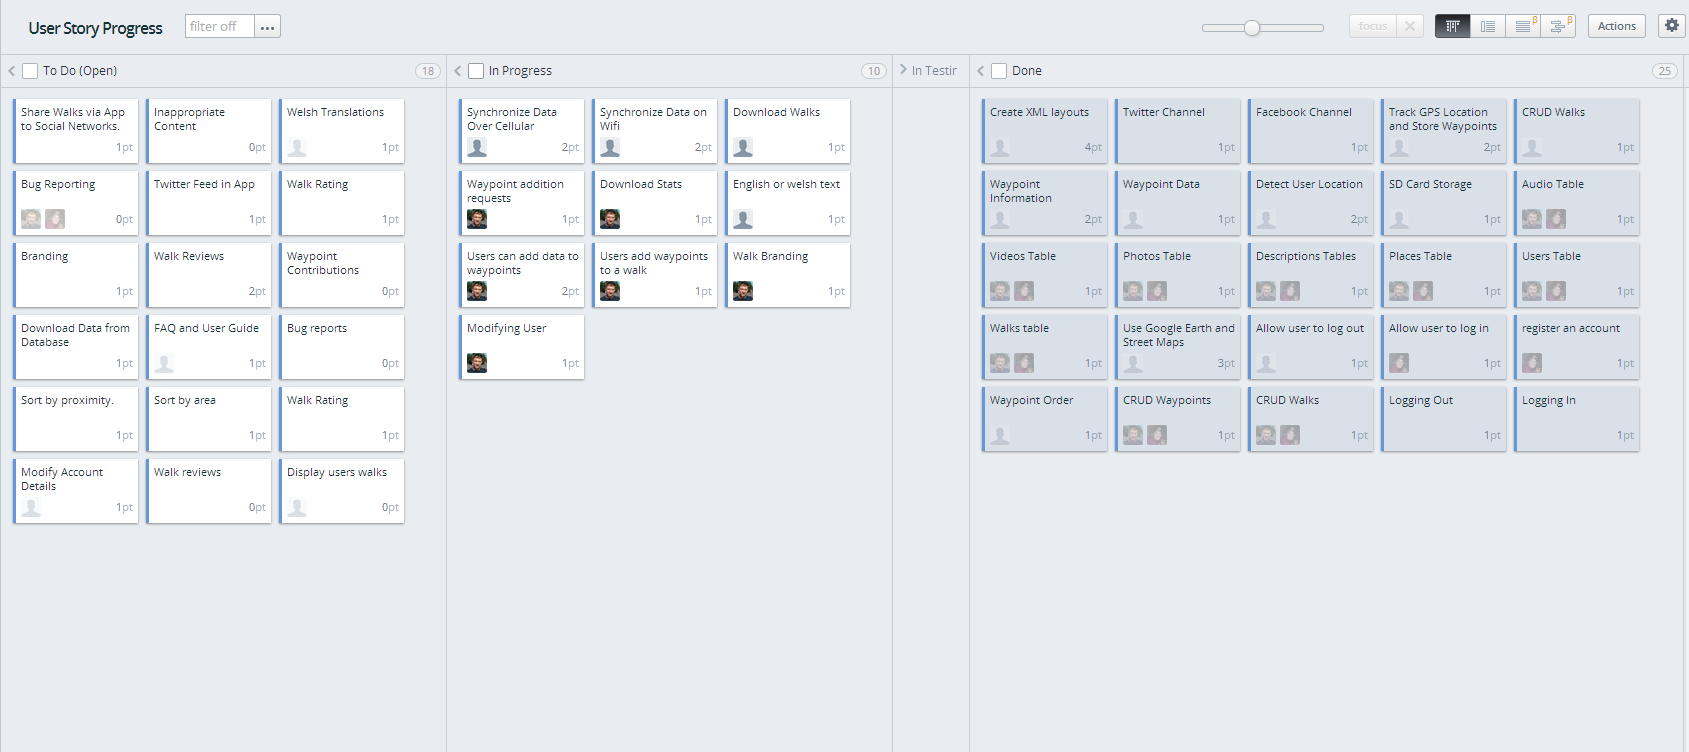 User Story Progress
filter off
...
focus
β
β
Actions
To Do (Open)
18
In Progress
10
In Testir
Done
25
Share Walks via App
to Social Networks.
1pt
Inappropriate
Content
0pt
Welsh Translations
1pt
Bug Reporting
0pt
Twitter Feed in App
1pt
Walk Rating
1pt
Branding
1pt
Walk Reviews
2pt
Waypoint
Contributions
0pt
Download Data from
Database
1pt
FAQ and User Guide
1pt
Bug reports
0pt
Sort by proximity.
1pt
Sort by area
1pt
Walk Rating
1pt
Modify Account
Details
1pt
Walk reviews
0pt
Display users walks
0pt
Synchronize Data
Over Cellular
2pt
Synchronize Data on
Wifi
2pt
Download Walks
1pt
Waypoint addition
requests
1pt
Download Stats
1pt
English or welsh text
1pt
Users can add data to
waypoints
2pt
Users add waypoints
to a walk
1pt
Walk Branding
1pt
Modifying User
1pt
Create XML layouts
4pt
Twitter Channel
1pt
Facebook Channel
1pt
Track GPS Location
and Store Waypoints
2pt
CRUD Walks
1pt
Waypoint
Information
2pt
Waypoint Data
1pt
Detect User Location
2pt
SD Card Storage
1pt
Audio Table
1pt
Videos Table
1pt
Photos Table
1pt
Descriptions Tables
1pt
Places Table
1pt
Users Table
1pt
Walks table
1pt
Use Google Earth and
Street Maps
3pt
Allow user to log out
1pt
Allow user to log in
1pt
register an account
1pt
Waypoint Order
1pt
CRUD Waypoints
1pt
CRUD Walks
1pt
Logging Out
1pt
Logging In
1pt